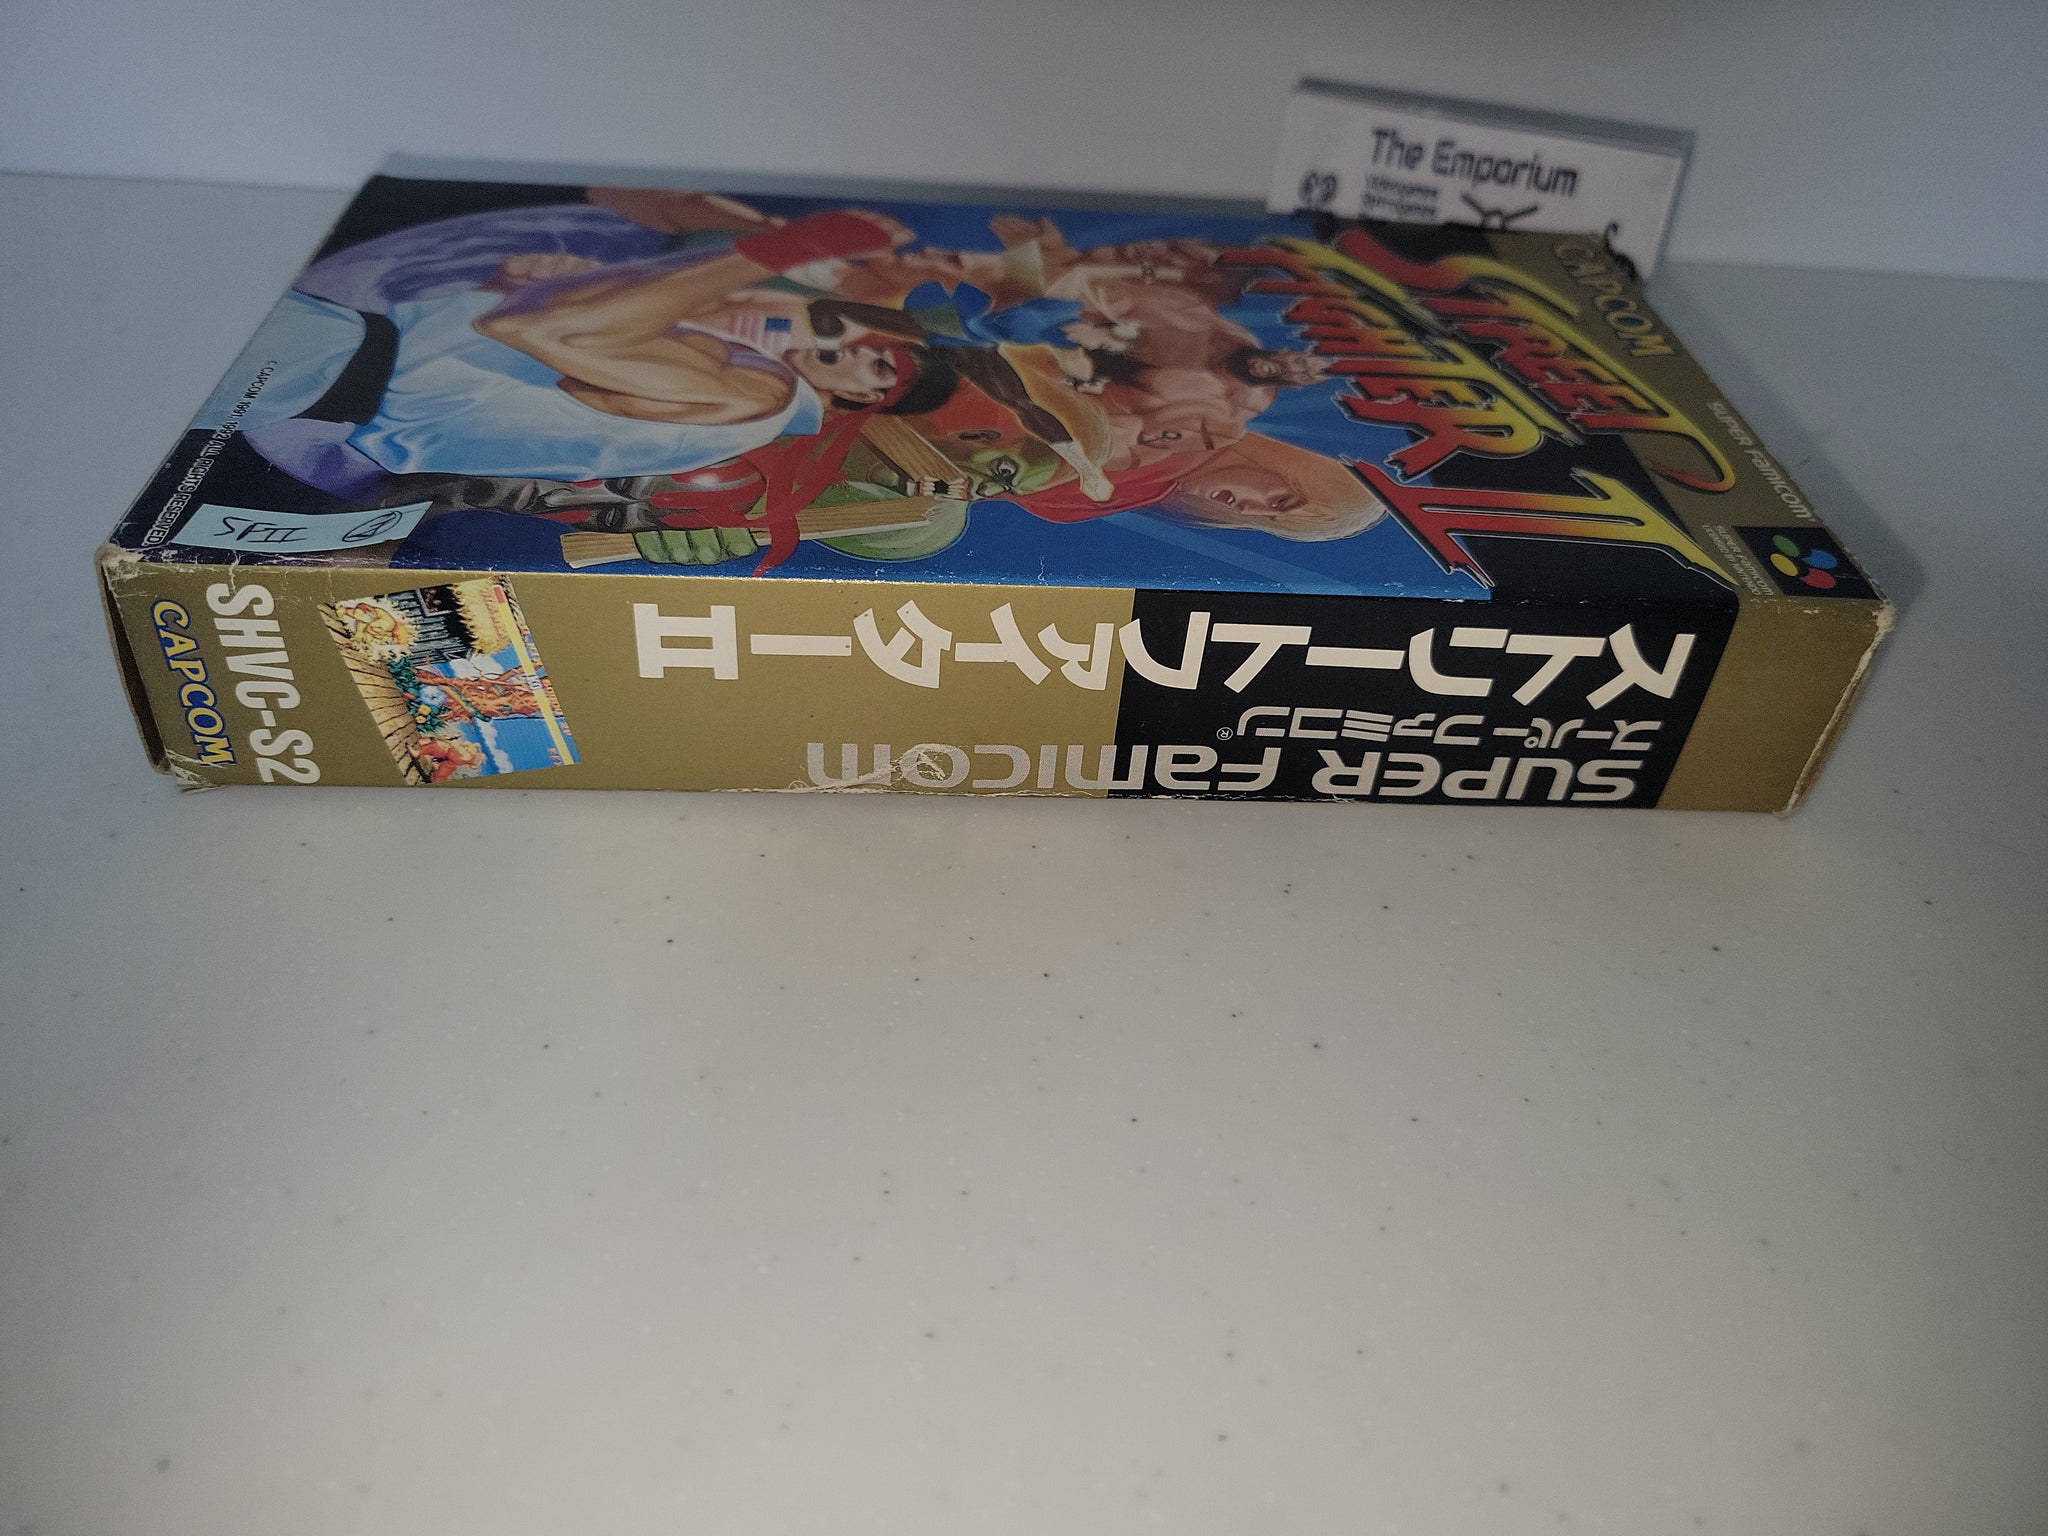 The Emporium
CAPCOM
SUPER Famicom
STREET
FIGHTER II
© CAPCOM 1991, 1992 ALL RIGHTS RESERVED
ストリートファイターII
スーパーファミコン®
SUPER Famicom
SHVC-S2
CAPCOM